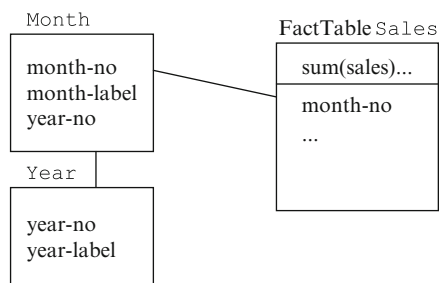 Month
month-no
month-label
year-no
Year
year-no
year-label
FactTable Sales
sum(sales)...
month-no
...